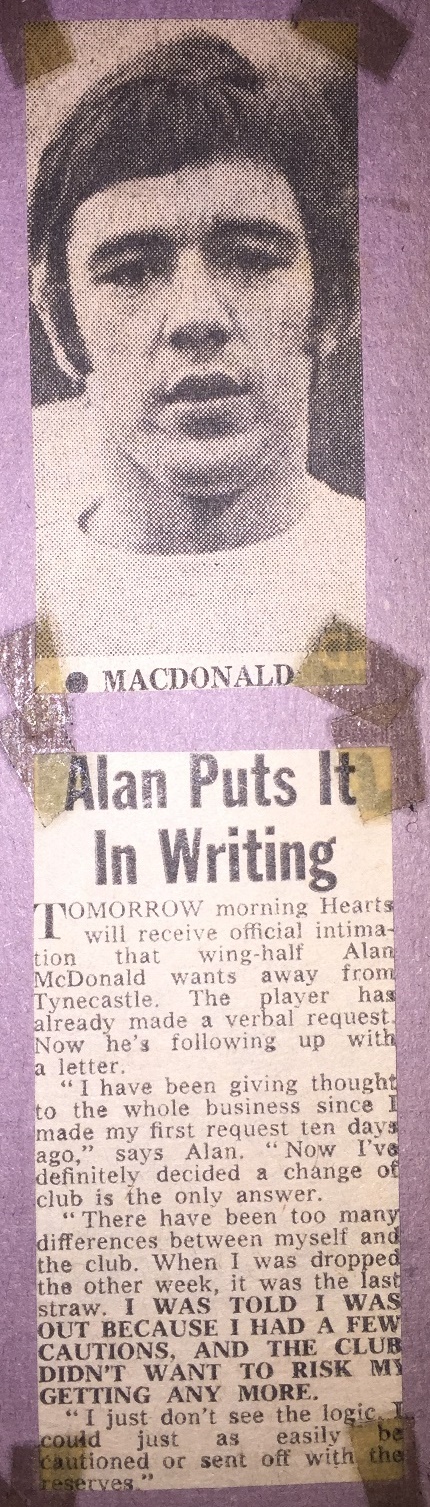 ● MACDONALD
Alan Puts It
In Writing
TOMORROW morning Hearts
will receive official intima-
tion that wing-half Alan
McDonald wants away from
Tynecastle. The player has
already made a verbal request.
Now he's following up with
a letter.
"I have been giving thought
to the whole business since I
made my first request ten days
ago," says Alan. "Now I've
definitely decided a change of
club is the only answer.
"There have been too many
differences between myself and
the club. When I was dropped
the other week, it was the last
straw. I WAS TOLD I WAS
OUT BECAUSE I HAD A FEW
CAUTIONS, AND THE CLUB
DIDN'T WANT TO RISK MY
GETTING ANY MORE.
"I just don't see the logic. I
could just as easily be
cautioned or sent off with the
reserves."